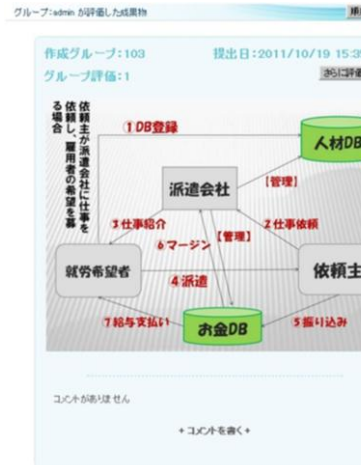 グループ:admin が評価した成果物
作成グループ:103
提出日:2011/10/19 15:35
グループ評価:1
さらに評価
依頼主が派遣会社に仕事を
依頼し、雇用者の希望を募
る場合
①DB登録
人材DB
派遣会社
【管理】
3仕事紹介
2仕事依頼
6マージン
【管理】
就労希望者
依頼主
④派遣
7給与支払い
お金DB
5振り込み
コメントがありません
+コメントを書く+